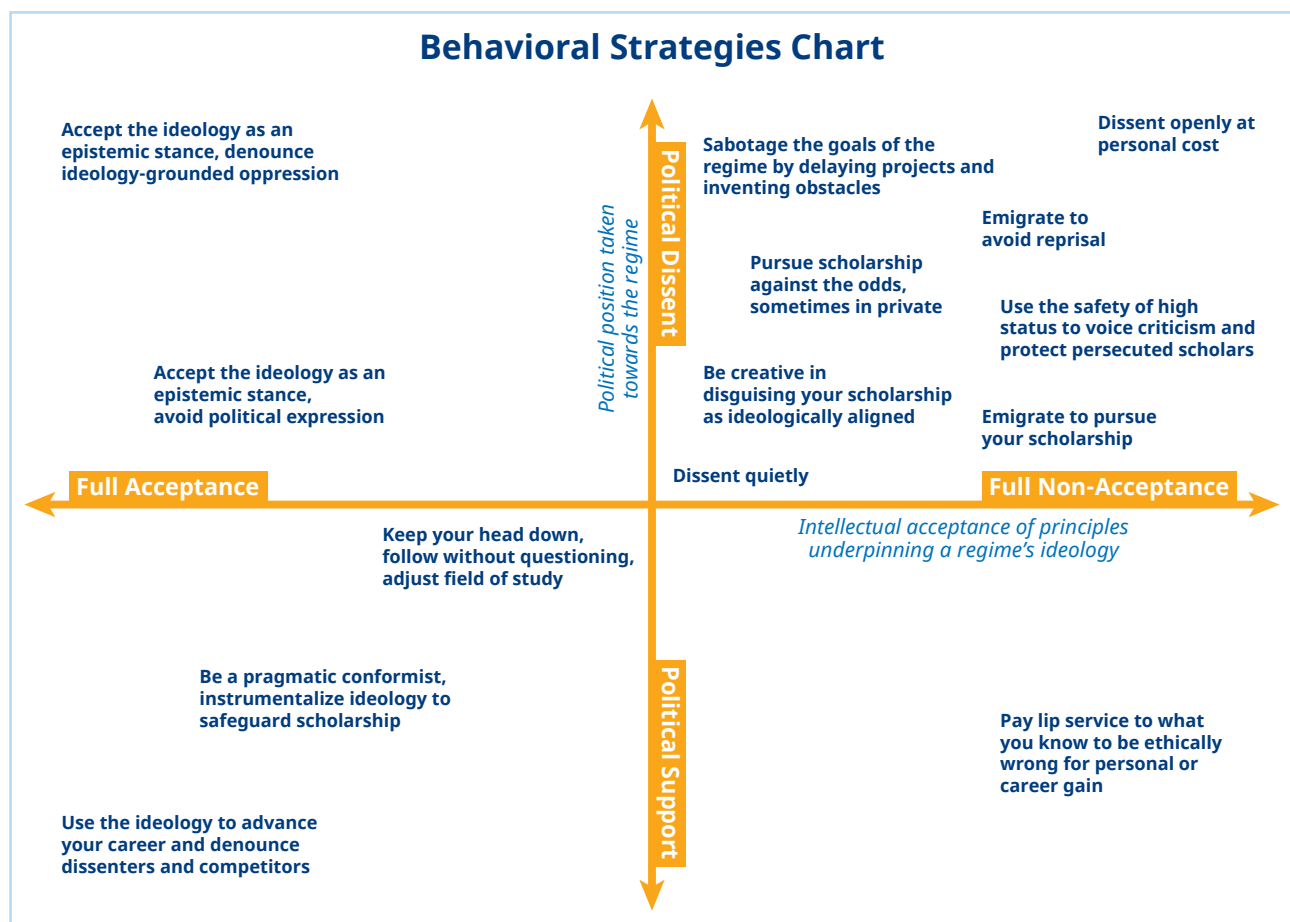 Behavioral Strategies Chart
Accept the ideology as an
epistemic stance, denounce
ideology-grounded oppression
Accept the ideology as an
epistemic stance,
avoid political expression
Political position taken
towards the regime
Political Dissent
Sabotage the goals of the
regime by delaying projects and
inventing obstacles
Dissent openly at
personal cost
Emigrate to
avoid reprisal
Pursue scholarship
against the odds,
sometimes in private
Use the safety of high
status to voice criticism and
protect persecuted scholars
Be creative in
disguising your scholarship
as ideologically aligned
Emigrate to pursue
your scholarship
Dissent quietly
Full Acceptance
Full Non-Acceptance
Intellectual acceptance of principles
underpinning a regime’s ideology
Keep your head down,
follow without questioning,
adjust field of study
Be a pragmatic conformist,
instrumentalize ideology to
safeguard scholarship
Use the ideology to advance
your career and denounce
dissenters and competitors
Political Support
Pay lip service to what
you know to be ethically
wrong for personal or
career gain